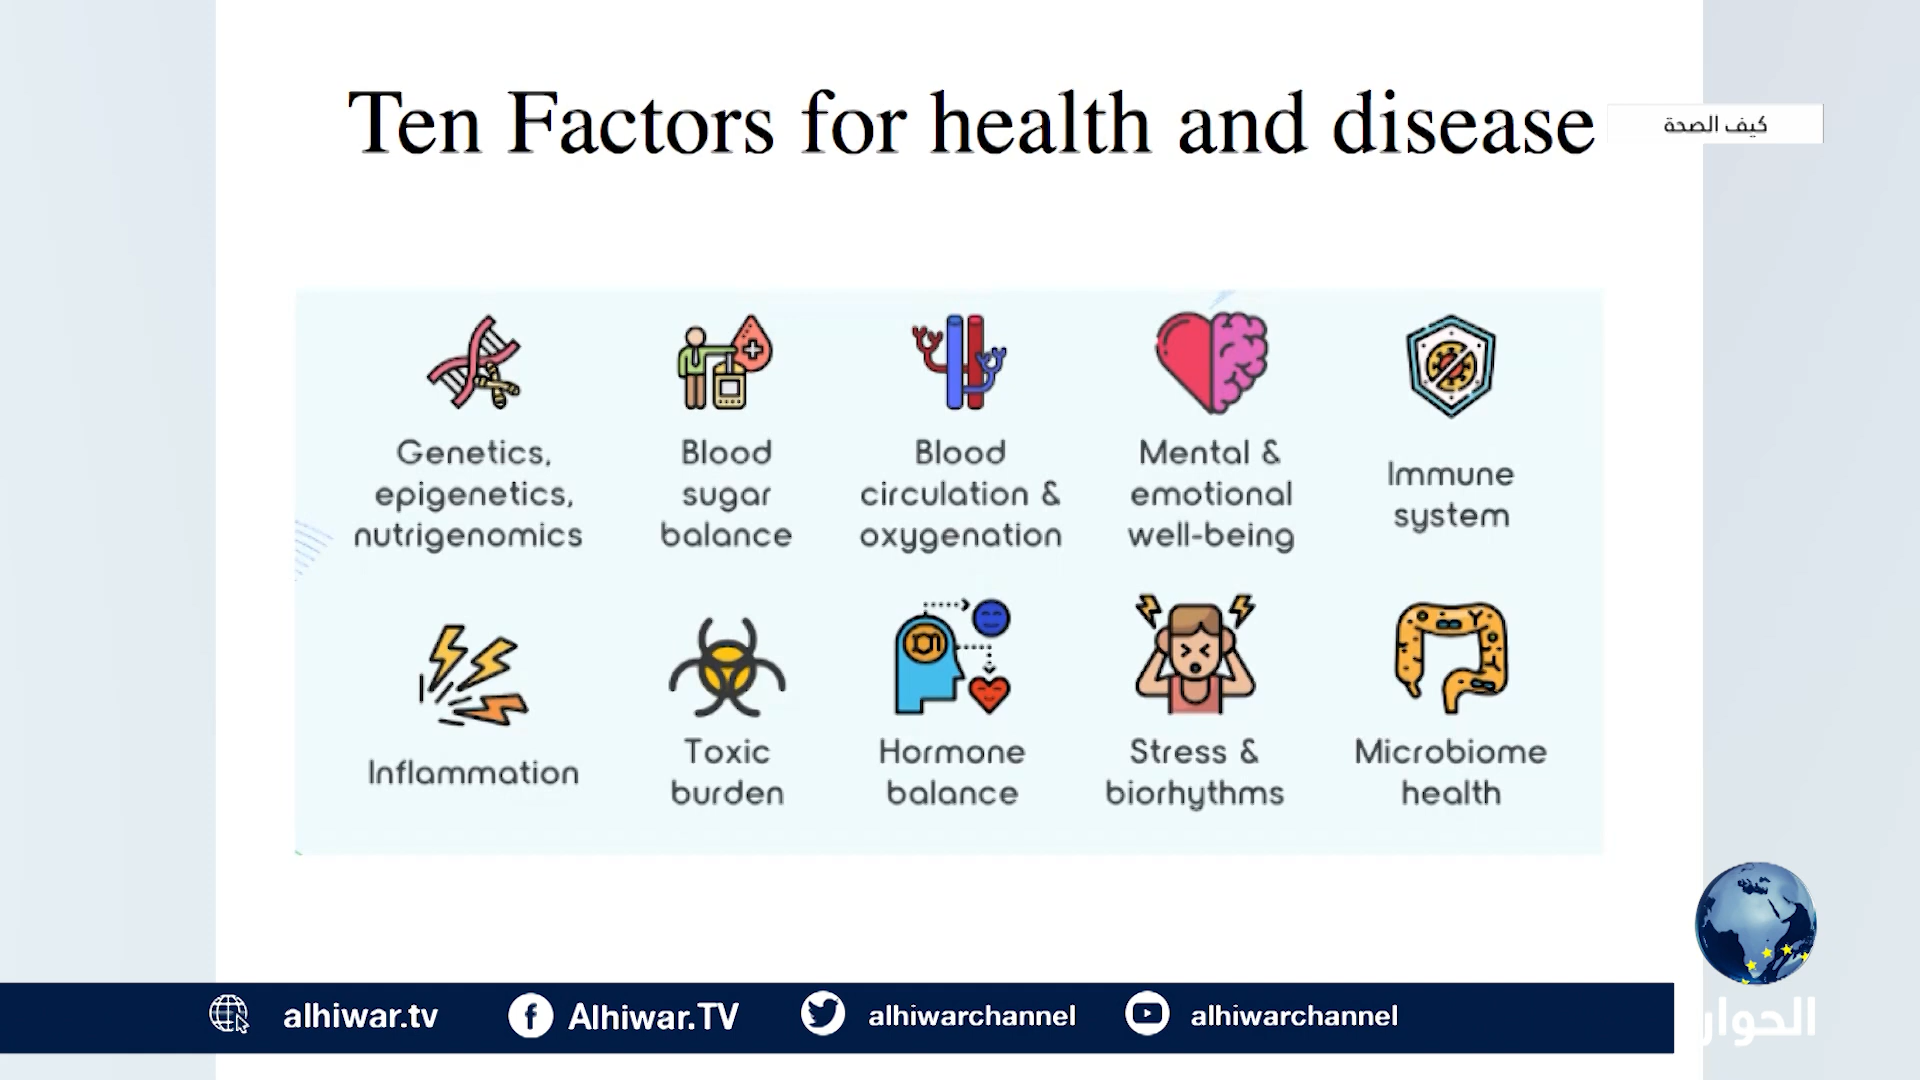 Ten Factors for health and disease
كيف الصحة
Genetics,
epigenetics,
nutrigenomics
Blood
sugar
balance
Blood
circulation &
oxygenation
Mental &
emotional
well-being
Immune
system
Inflammation
Toxic
burden
Hormone
balance
Stress &
biorhythms
Microbiome
health
alhiwar.tv
Alhiwar.TV
alhiwarchannel
alhiwarchannel
الحوار